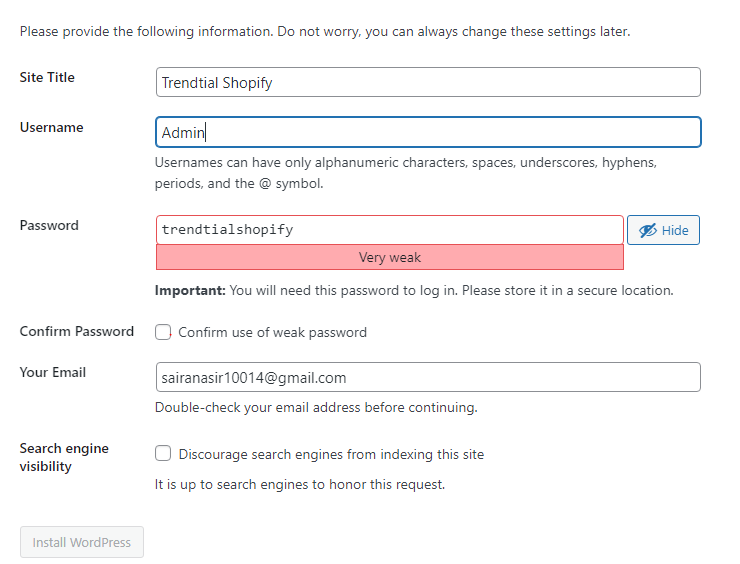 Please provide the following information. Do not worry, you can always change these settings later.
Site Title
Trendtial Shopify
Username
Admin
Usernames can have only alphanumeric characters, spaces, underscores, hyphens,
periods, and the @ symbol.
Password
trendtialshopify
Hide
Very weak
Important: You will need this password to log in. Please store it in a secure location.
Confirm Password
Confirm use of weak password
Your Email
sairanasir10014@gmail.com
Double-check your email address before continuing.
Search engine
visibility
Discourage search engines from indexing this site
It is up to search engines to honor this request.
Install WordPress